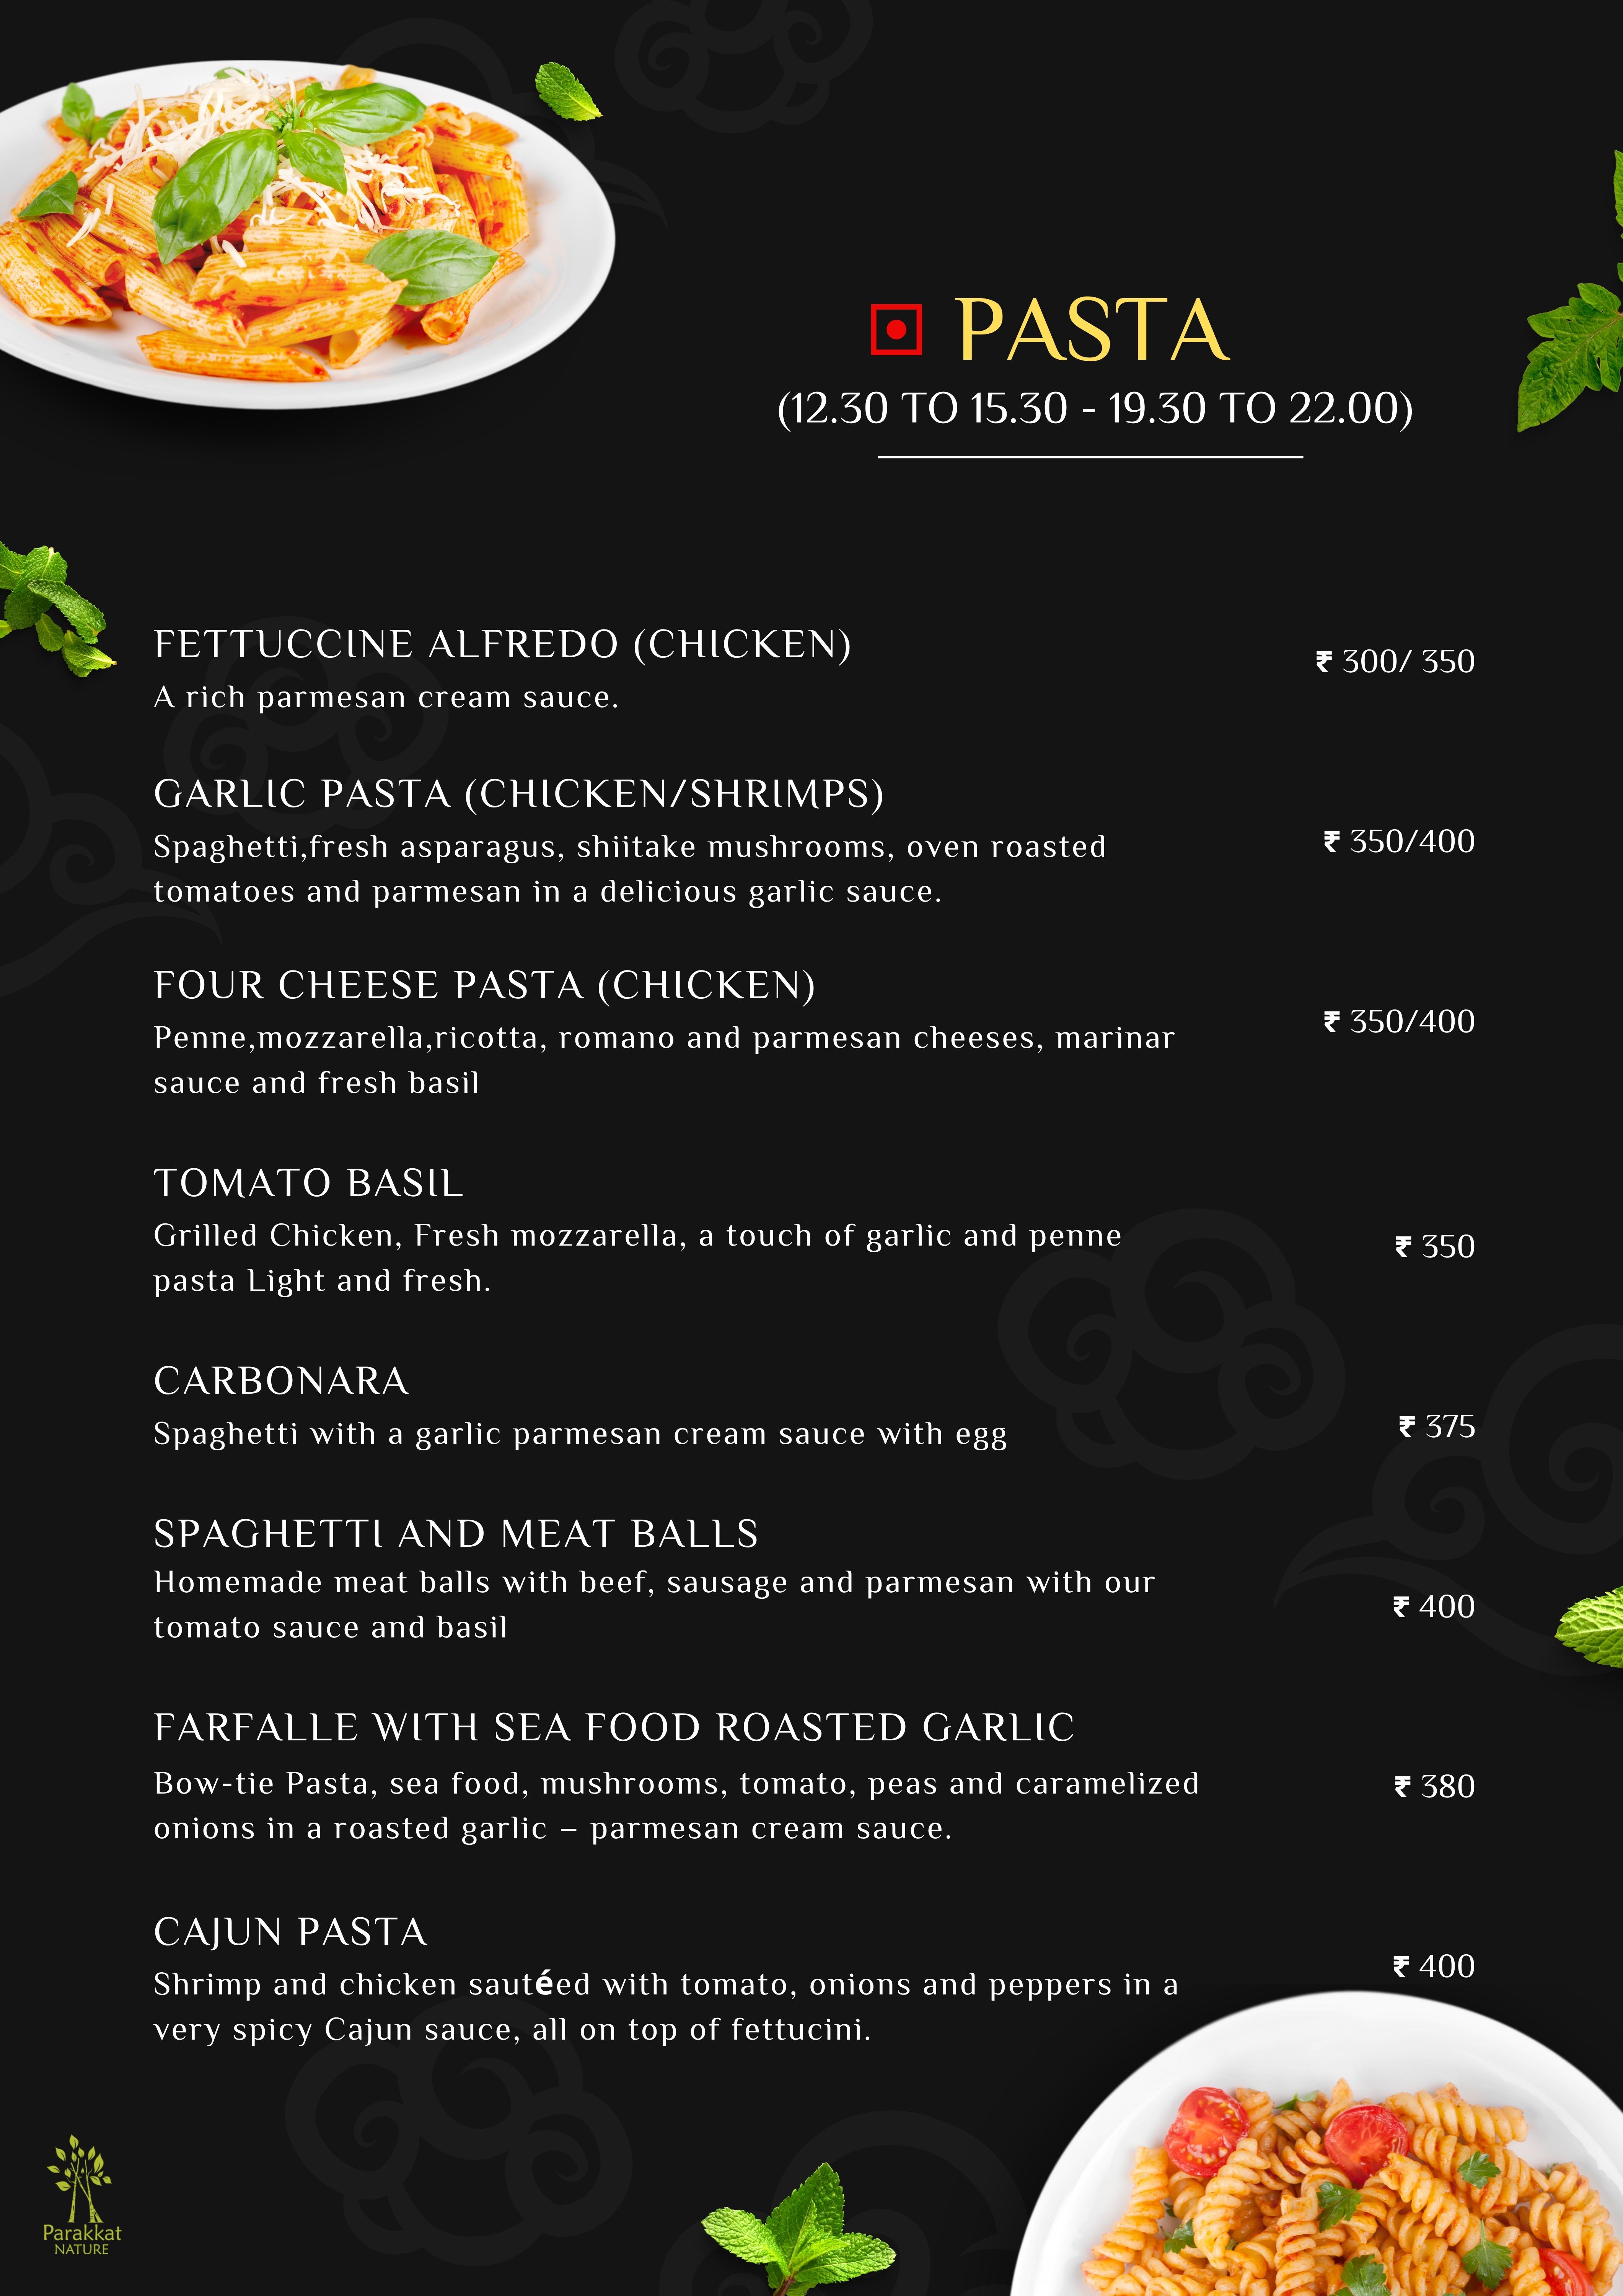 PASTA
(12.30 TO 15.30 - 19.30 TO 22.00)
FETTUCCINE ALFREDO (CHICKEN)
₹ 300/ 350
A rich parmesan cream sauce.
GARLIC PASTA (CHICKEN/SHRIMPS)
Spaghetti,fresh asparagus, shiitake mushrooms, oven roasted
₹ 350/400
tomatoes and parmesan in a delicious garlic sauce.
FOUR CHEESE PASTA (CHICKEN)
₹ 350/400
Penne,mozzarella,ricotta, romano and parmesan cheeses, marinar
sauce and fresh basil
TOMATO BASIL
Grilled Chicken, Fresh mozzarella, a touch of garlic and penne
₹ 350
pasta Light and fresh.
CARBONARA
Spaghetti with a garlic parmesan cream sauce with egg
₹ 375
SPAGHETTI AND MEAT BALLS
Homemade meat balls with beef, sausage and parmesan with our
₹ 400
tomato sauce and basil
FARFALLE WITH SEA FOOD ROASTED GARLIC
Bow-tie Pasta, sea food, mushrooms, tomato, peas and caramelized
₹ 380
onions in a roasted garlic – parmesan cream sauce.
CAJUN PASTA
₹ 400
Shrimp and chicken sautéed with tomato, onions and peppers in a
very spicy Cajun sauce, all on top of fettucini.
Parakkat
NATURE